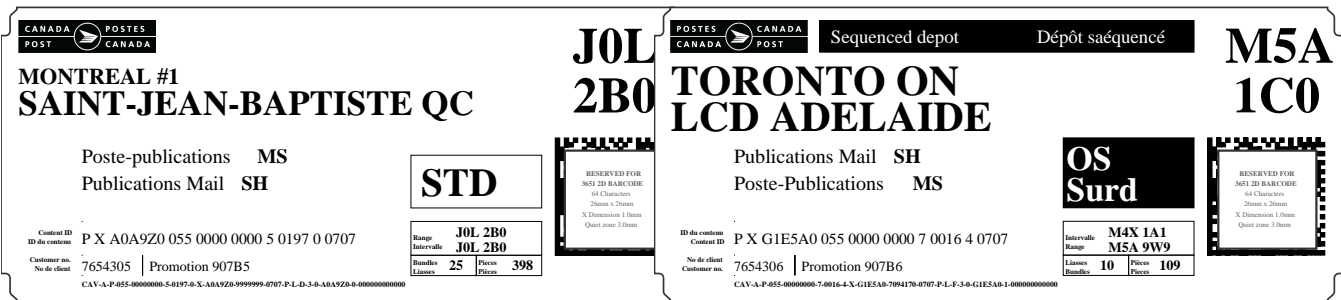 CANADA POSTES
POST CANADA
J0L
2B0
MONTREAL #1
SAINT-JEAN-BAPTISTE QC
Poste-publications MS
Publications Mail SH
STD
RESERVED FOR
3651 2D BARCODE
64 Characters
26mm x 26mm
X Dimension 1.0mm
Quiet zone 3.0mm
Content ID
ID du contenu
P X A0A9Z0 055 0000 0000 5 0197 0 0707
Range
Intervalle
J0L 2B0
J0L 2B0
Customer no.
No de client
7654305
Promotion 907B5
Bundles
Liasses
25
Pieces
Pièces
398
CAV-A-P-055-00000000-5-0197-0-X-A0A9Z0-9999999-0707-P-L-D-3-0-A0A9Z0-0-000000000000
POSTES CANADA
CANADA POST
Sequenced depot Dépôt saéquencé
M5A
1C0
TORONTO ON
LCD ADELAIDE
Publications Mail SH
Poste-Publications MS
OS
Surd
RESERVED FOR
3651 2D BARCODE
64 Characters
26mm x 26mm
X Dimension 1.0mm
Quiet zone 3.0mm
ID du contenu
Content ID
P X G1E5A0 055 0000 0000 7 0016 4 0707
Intervalle
Range
M4X 1A1
M5A 9W9
No de client
Customer no.
7654306
Promotion 907B6
Liasses
Bundles
10
Pièces
Pieces
109
CAV-A-P-055-00000000-7-0016-4-X-G1E5A0-7094170-0707-P-L-F-3-0-G1E5A0-1-000000000000